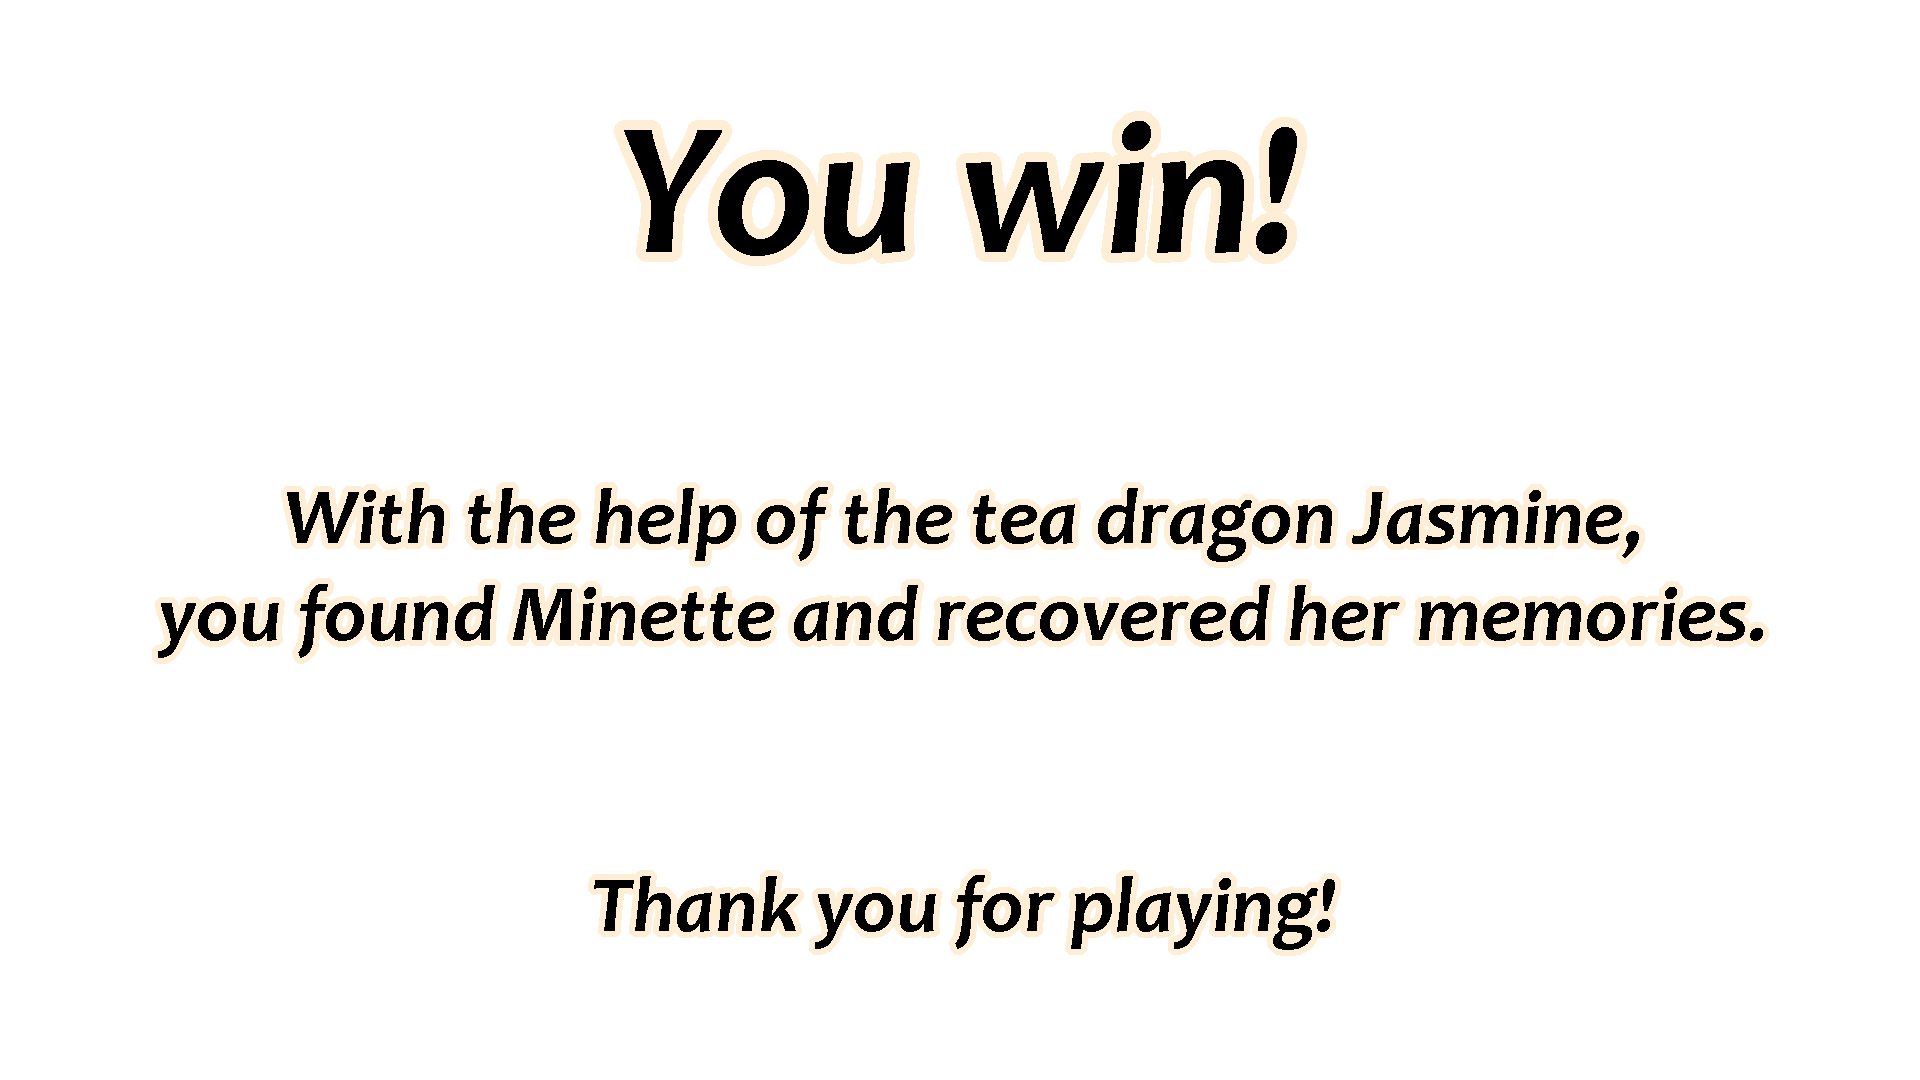 You win!
With the help of the tea dragon Jasmine,
you found Minette and recovered her memories.
Thank you for playing!